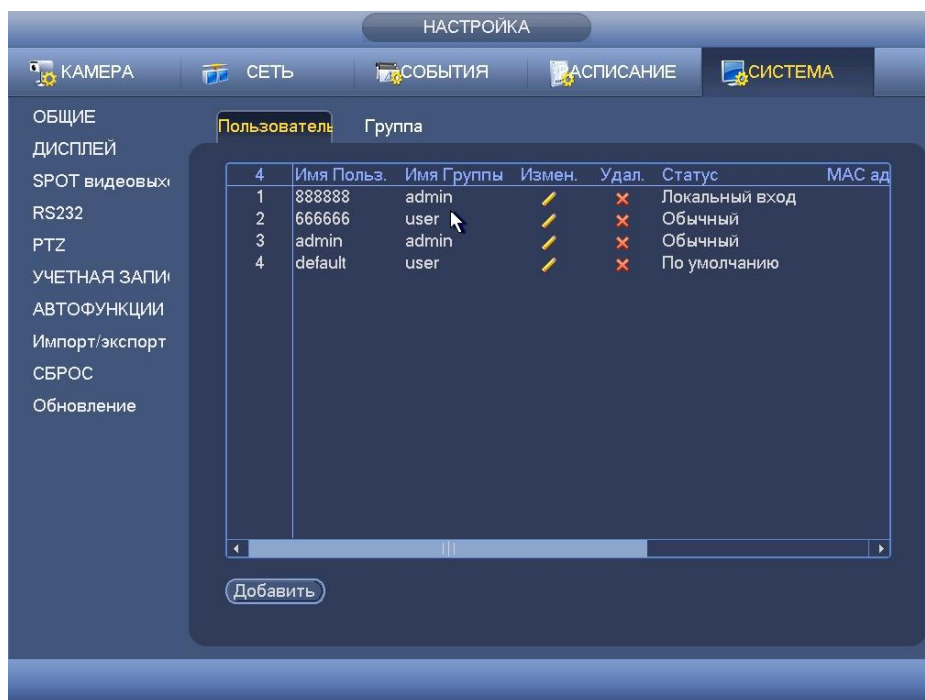 НАСТРОЙКА
КАМЕРА СЕТЬ СОБЫТИЯ АСПИСАНИЕ СИСТЕМА
ОБЩИЕ
ДИСПЛЕЙ
SPOT видеовых
RS232
PTZ
УЧЕТНАЯ ЗАПИ
АВТОФУНКЦИИ
Импорт/экспорт
СБРОС
Обновление
Пользователь Группа
4 Имя Польз. Имя Группы Измен. Удал. Статус MAC ад
1 888888 admin Локальный вход
2 666666 user Обычный
3 admin admin Обычный
4 default user По умолчанию
Добавить